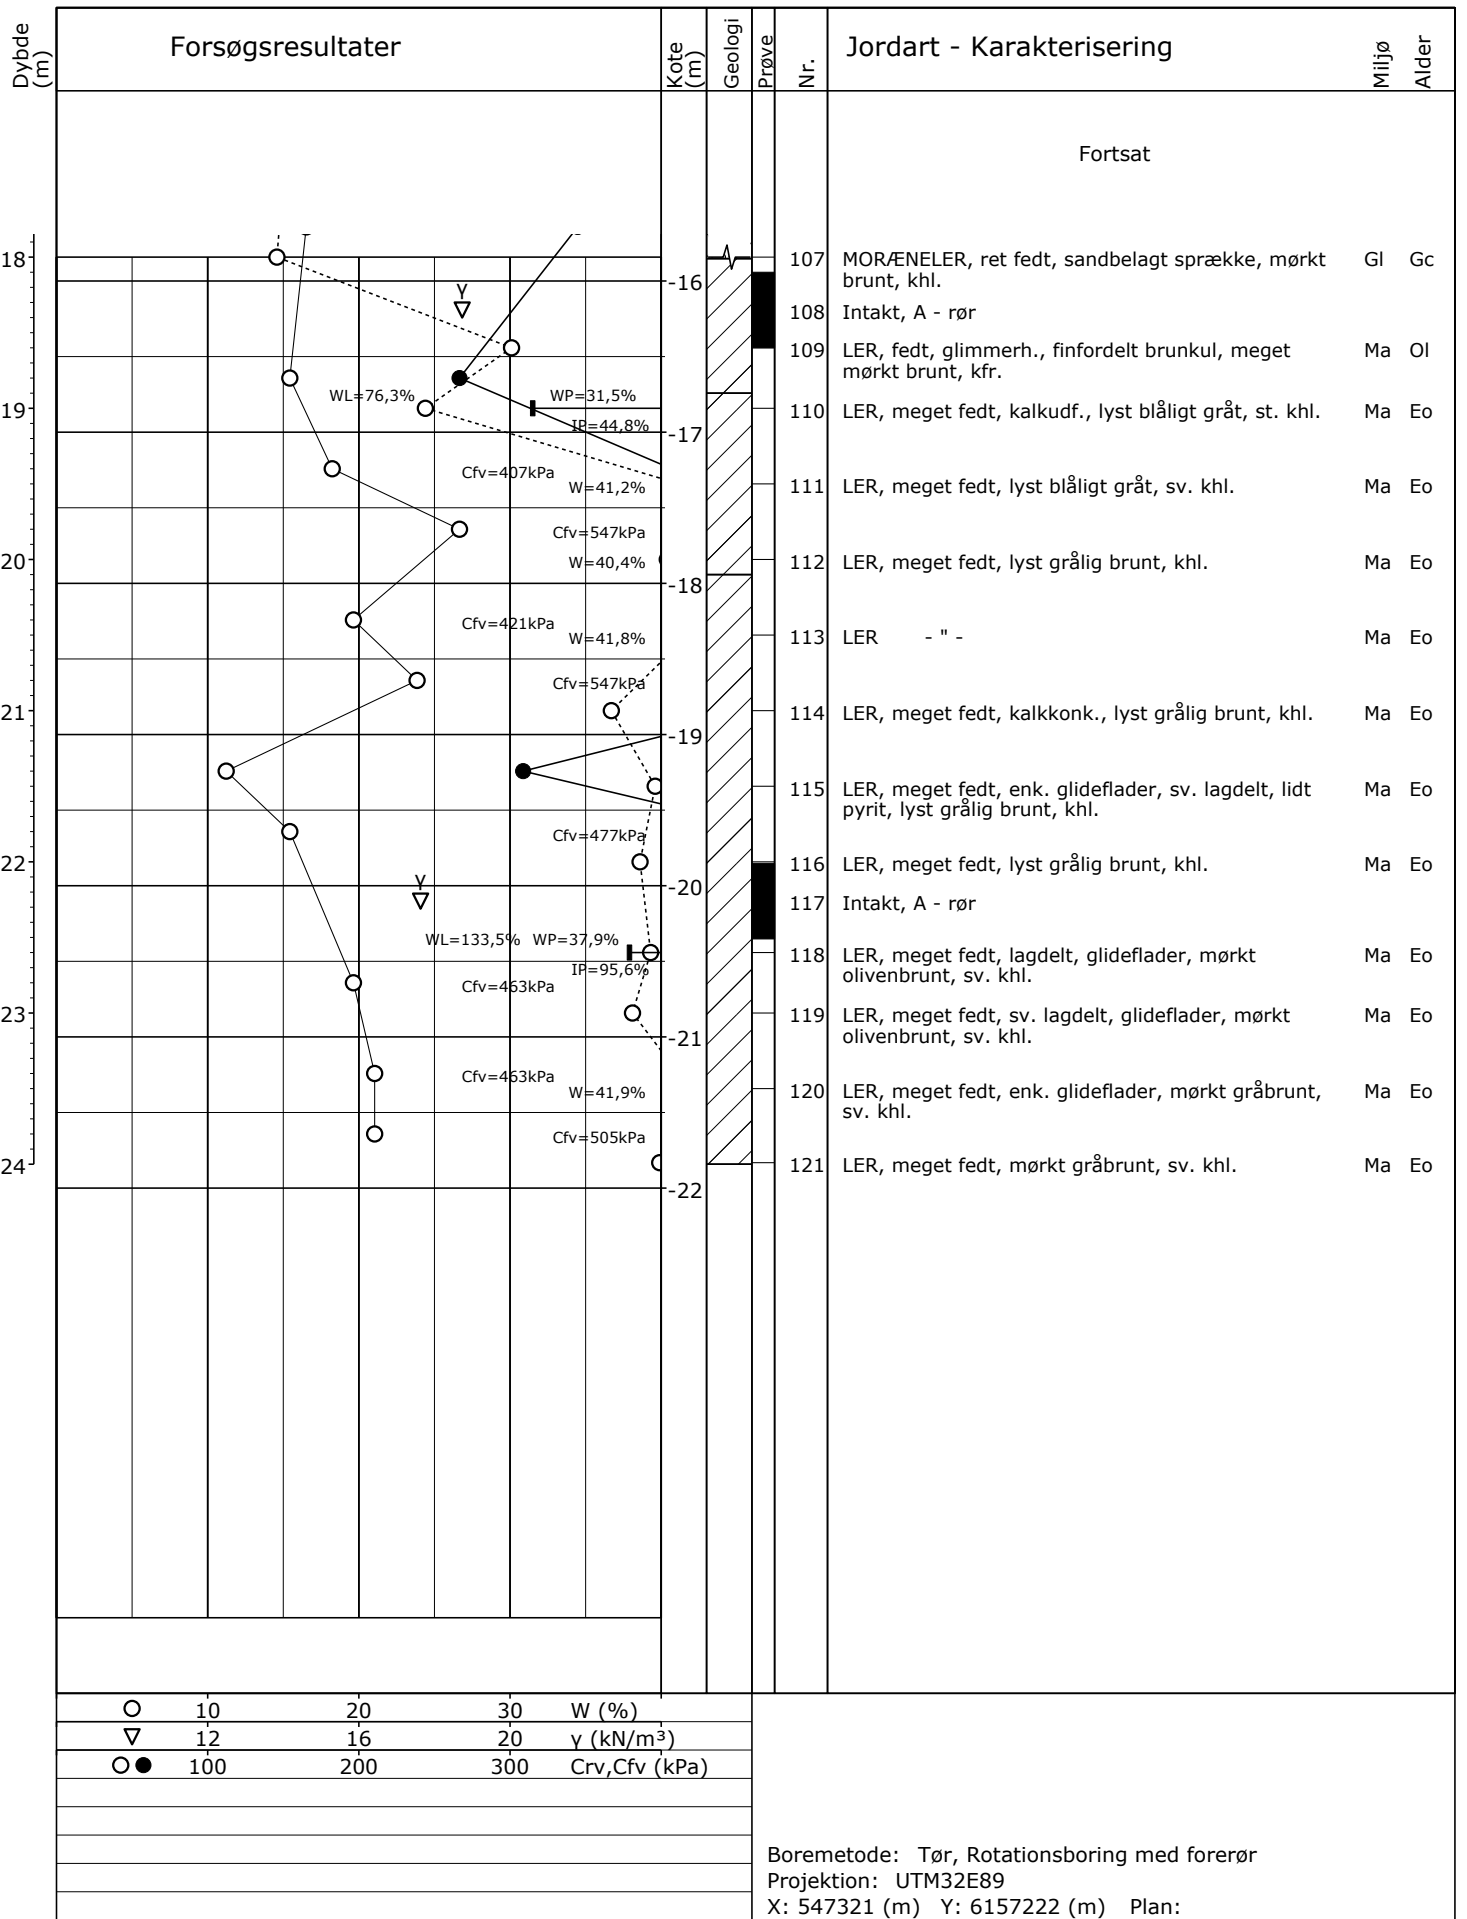 Dybde (m)
Forsøgsresultater
Kote (m)
Geologi
Prøve
Nr.
Jordart - Karakterisering
Miljø
Alder
Fortsat
18
107 MORÆNELER, ret fedt, sandbelagt sprække, mørkt Gl Gc
brunt, khl.
-16
γ
108 Intakt, A - rør
109 LER, fedt, glimmerh., finfordelt brunkul, meget Ma Ol
mørkt brunt, kfr.
WL=76,3% WP=31,5%
19
110 LER, meget fedt, kalkudf., lyst blåligt gråt, st. khl. Ma Eo
IP=44,8%
-17
Cfv=407kPa
W=41,2%
111 LER, meget fedt, lyst blåligt gråt, sv. khl. Ma Eo
Cfv=547kPa
20
W=40,4%
112 LER, meget fedt, lyst grålig brunt, khl. Ma Eo
-18
Cfv=421kPa
W=41,8%
113 LER - " - Ma Eo
Cfv=547kPa
21
114 LER, meget fedt, kalkkonk., lyst grålig brunt, khl. Ma Eo
-19
115 LER, meget fedt, enk. glideflader, sv. lagdelt, lidt Ma Eo
pyrit, lyst grålig brunt, khl.
Cfv=477kPa
22
116 LER, meget fedt, lyst grålig brunt, khl. Ma Eo
γ
-20
117 Intakt, A - rør
WL=133,5% WP=37,9%
118 LER, meget fedt, lagdelt, glideflader, mørkt Ma Eo
olivenbrunt, sv. khl.
IP=95,6%
Cfv=463kPa
23
119 LER, meget fedt, sv. lagdelt, glideflader, mørkt Ma Eo
olivenbrunt, sv. khl.
-21
Cfv=463kPa
W=41,9%
120 LER, meget fedt, enk. glideflader, mørkt gråbrunt, Ma Eo
sv. khl.
Cfv=505kPa
24
121 LER, meget fedt, mørkt gråbrunt, sv. khl. Ma Eo
-22
10 20 30 W (%)
12 16 20 γ (kN/m³)
100 200 300 Crv,Cfv (kPa)
Boremetode: Tør, Rotationsboring med forerør
Projektion: UTM32E89
X: 547321 (m) Y: 6157222 (m) Plan: